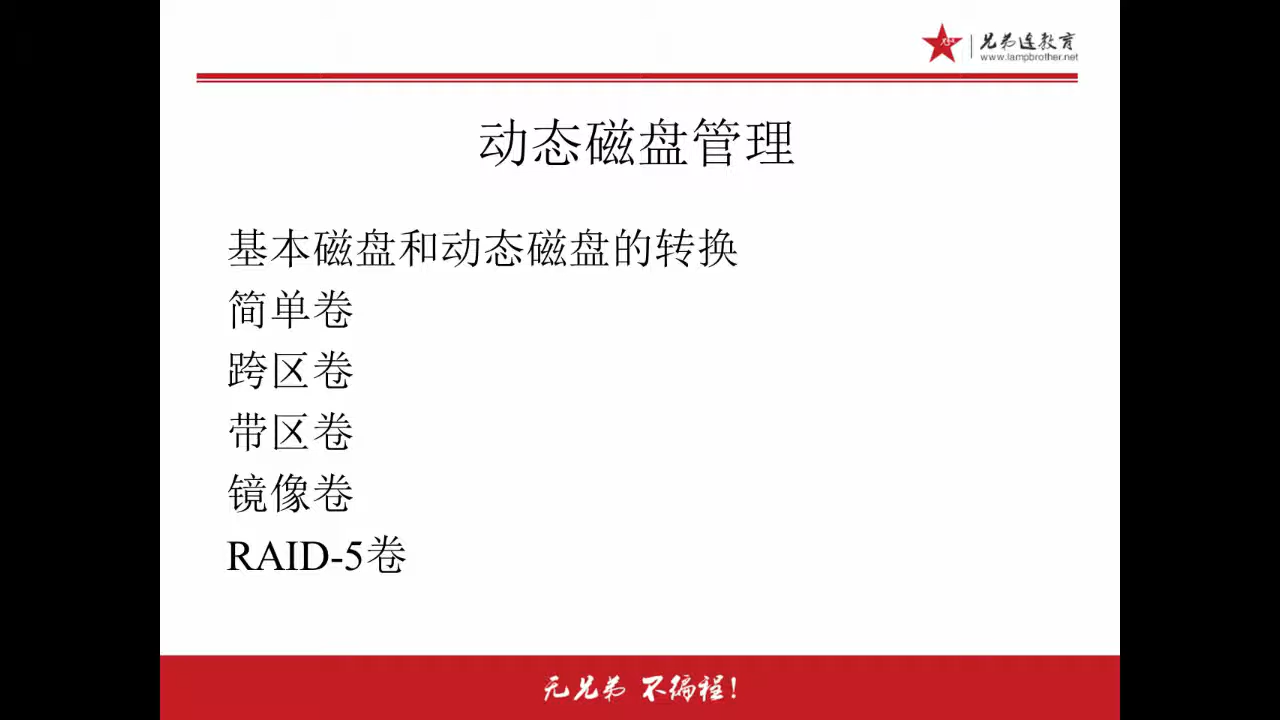 兄弟连教育
www.lampbrother.net
动态磁盘管理
基本磁盘和动态磁盘的转换
简单卷
跨区卷
带区卷
镜像卷
RAID-5卷
无兄弟 不编程!